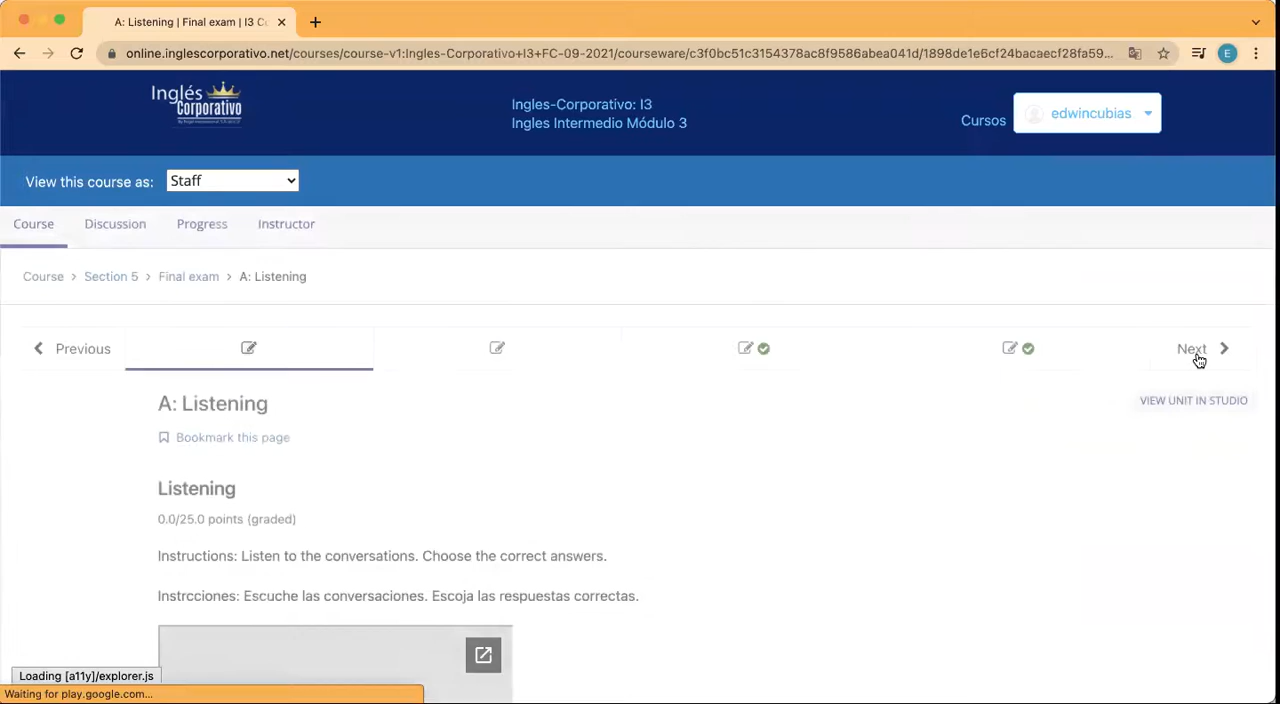 A: Listening | Final exam | I3 C
online.inglescorporativo.net/courses/course-v1:Ingles-Corporativo+I3+FC-09-2021/courseware/c3f0bc51c3154378ac8f9586abea041d/1898de1e6cf24bacaecf28fa59...
E
Inglés
Corporativo
Ingles-Corporativo: I3
Ingles Intermedio Módulo 3
Cursos
edwincubias
View this course as:
Staff
Course
Discussion
Progress
Instructor
Course > Section 5 > Final exam > A: Listening
Previous
Next
VIEW UNIT IN STUDIO
A: Listening
Bookmark this page
Listening
0.0/25.0 points (graded)
Instructions: Listen to the conversations. Choose the correct answers.
Instrcciones: Escuche las conversaciones. Escoja las respuestas correctas.
Loading [a11y]/explorer.js
Waiting for play.google.com...